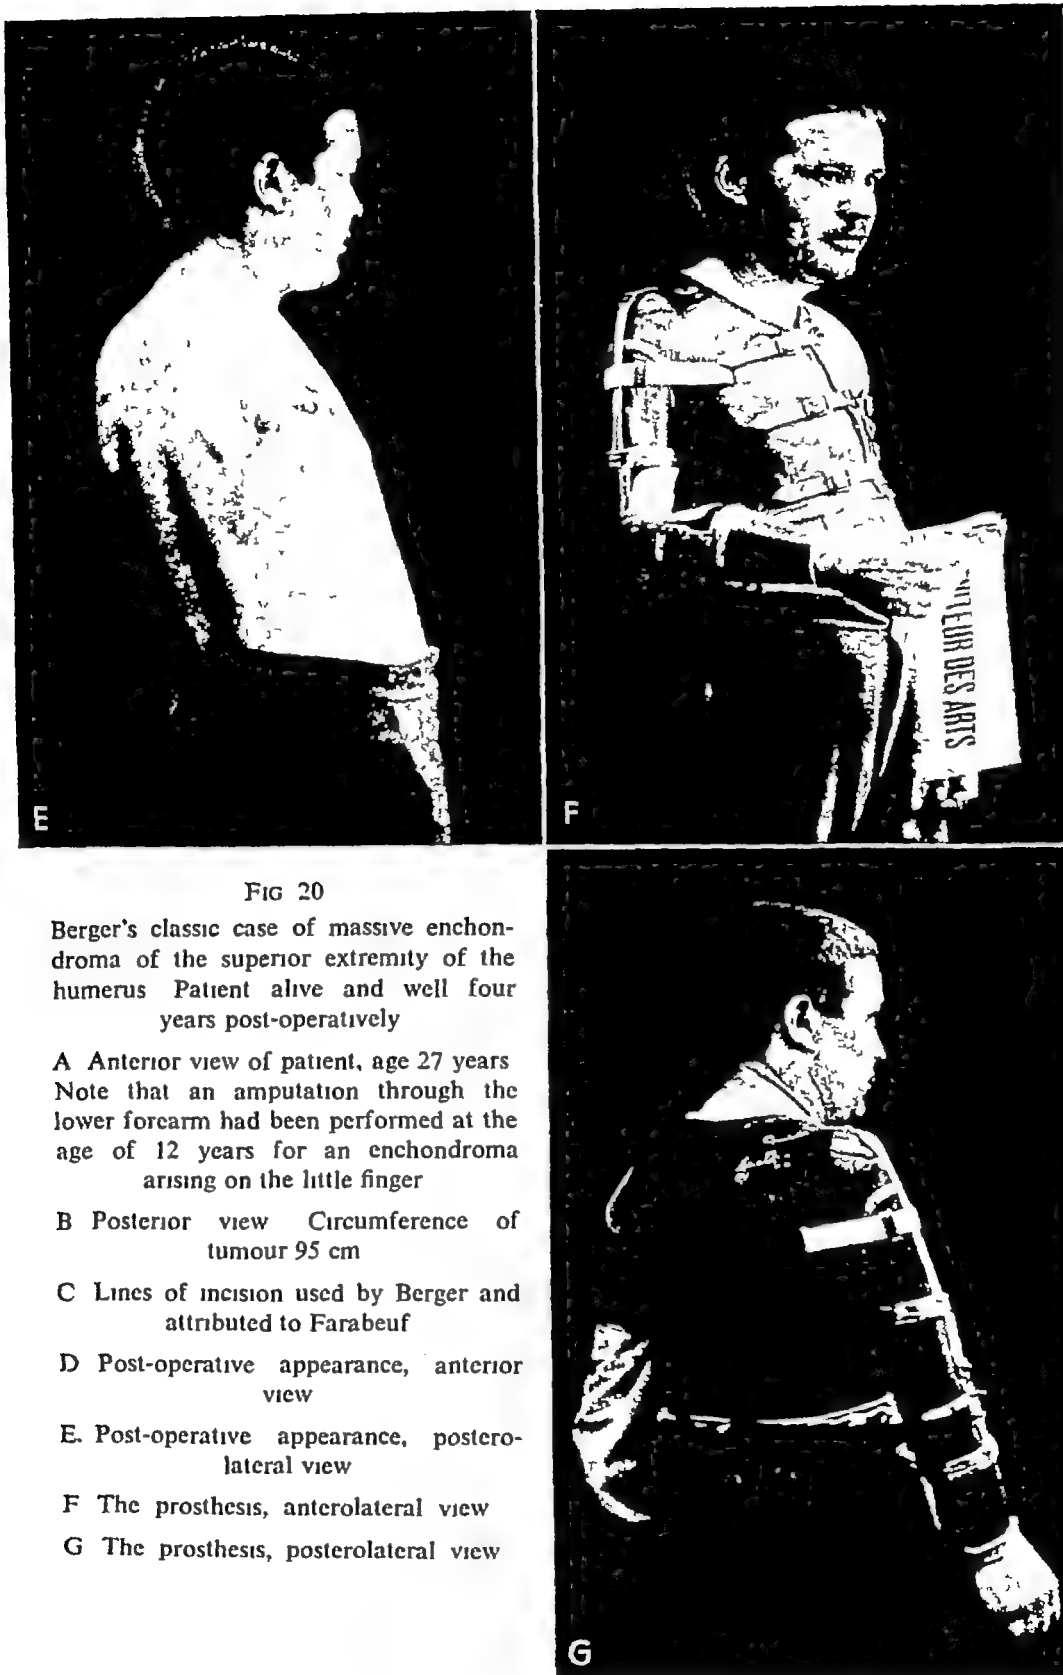 E
F
NITEUR DES ARTS
FIG 20
Berger's classic case of massive enchon-
droma of the superior extremity of the
humerus Patient alive and well four
years post-operatively
A Anterior view of patient, age 27 years
Note that an amputation through the
lower forearm had been performed at the
age of 12 years for an enchondroma
arising on the little finger
B Posterior view Circumference of
tumour 95 cm
C Lines of incision used by Berger and
attributed to Farabeuf
D Post-operative appearance, anterior
view
E. Post-operative appearance, postero-
lateral view
F The prosthesis, anterolateral view
G The prosthesis, posterolateral view
G